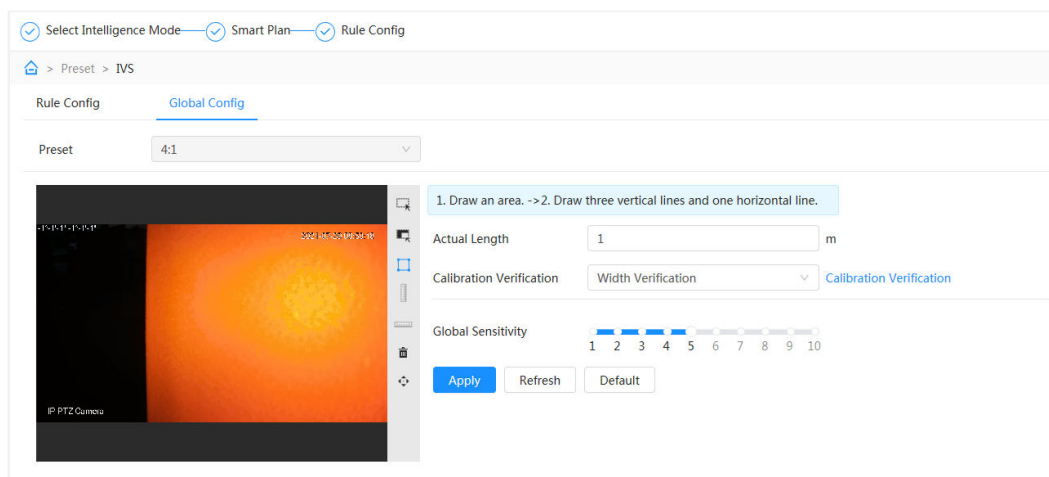 Select Intelligence Mode Smart Plan Rule Config
> Preset > IVS
Rule Config Global Config
Preset 4:1
1. Draw an area. ->2. Draw three vertical lines and one horizontal line.
Actual Length 1 m
Calibration Verification Width Verification Calibration Verification
Global Sensitivity
1 2 3 4 5 6 7 8 9 10
Apply Refresh Default
IP PTZ Camera